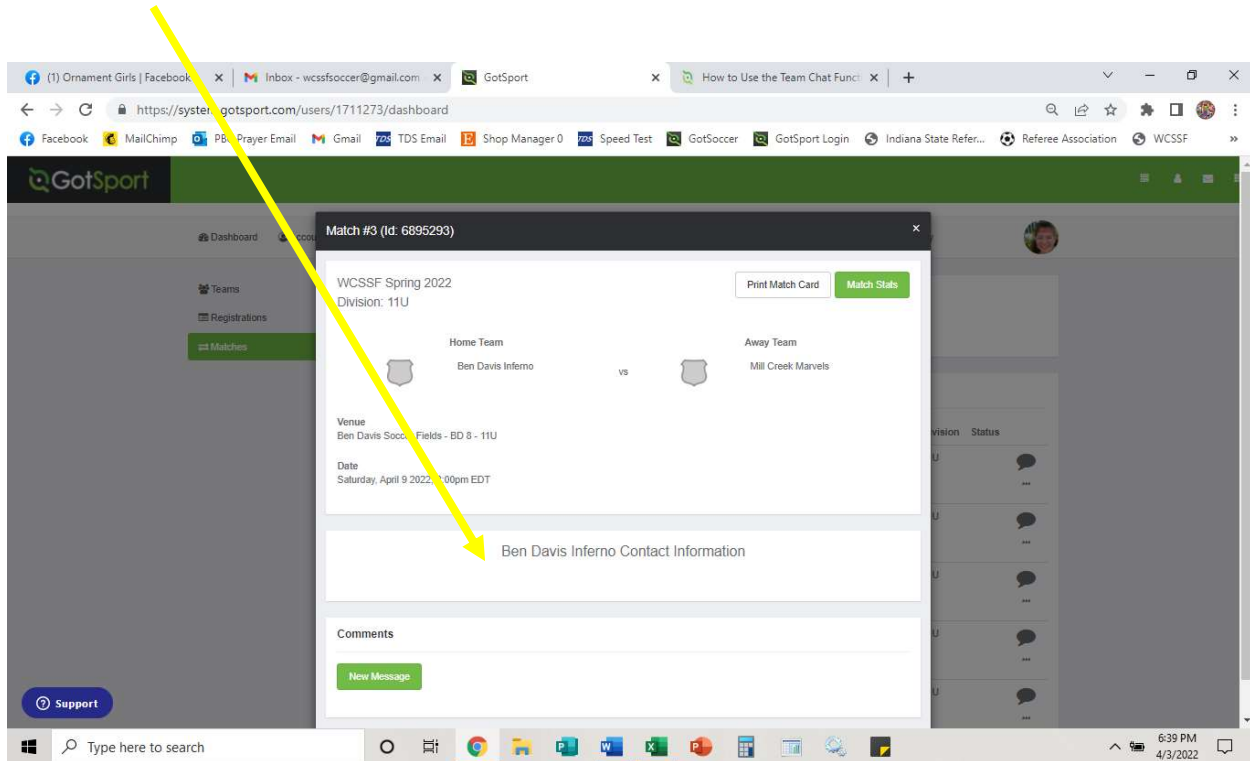 (1) Ornament Girls | Facebook
Inbox - wcssfsoccer@gmail.com
GotSport
How to Use the Team Chat Funct
https://system.gotsport.com/users/1711273/dashboard
Facebook MailChimp Prayer Email Gmail TDS Email Shop Manager 0 Speed Test GotSoccer GotSport Login Indiana State Refer... Referee Association WCSSF »
GotSport
Dashboard
Match #3 (Id: 6895293)
×
Teams
Registrations
Matches
WCSSF Spring 2022
Division: 11U
Print Match Card
Match Stats
Home Team
Away Team
Ben Davis Inferno
vs
Mill Creek Marvels
Venue
Ben Davis Soccer Fields - BD 8 - 11U
Date
Saturday, April 9 2022, :00pm EDT
vision Status
U
U
U
U
U
Ben Davis Inferno Contact Information
Comments
New Message
Support
Type here to search
6:39 PM
4/3/2022